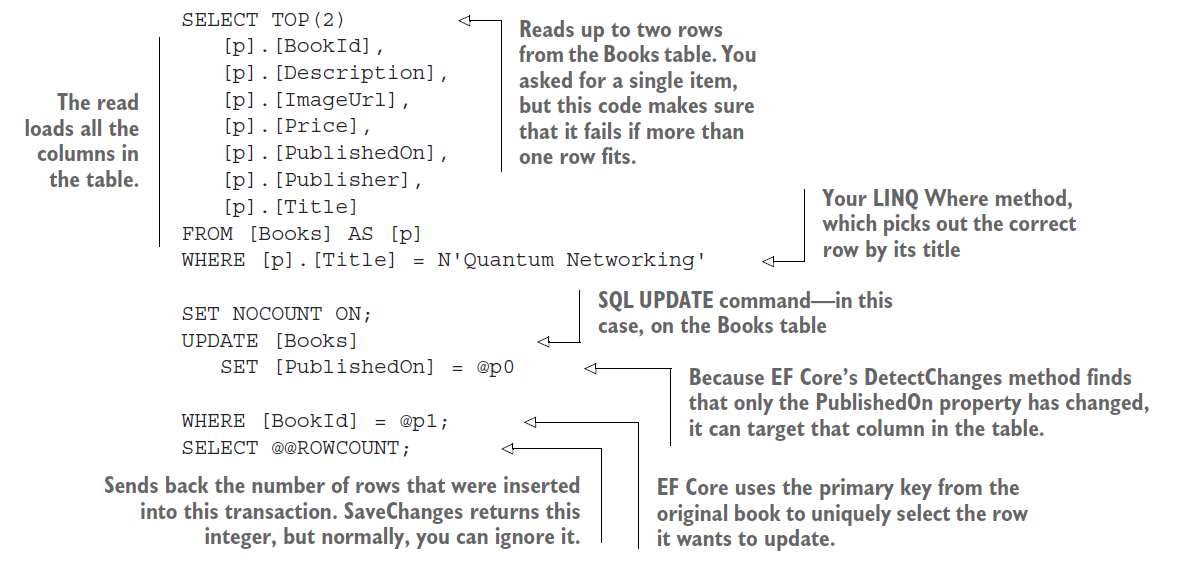 SELECT TOP(2)
[p].[BookId],
[p].[Description],
[p].[ImageUrl],
[p].[Price],
[p].[PublishedOn],
[p].[Publisher],
[p].[Title]
FROM [Books] AS [p]
WHERE [p].[Title] = N'Quantum Networking'
The read
loads all the
columns in
the table.
Reads up to two rows
from the Books table. You
asked for a single item,
but this code makes sure
that it fails if more than
one row fits.
Your LINQ Where method,
which picks out the correct
row by its title
SET NOCOUNT ON;
UPDATE [Books]
SET [PublishedOn] = @p0
WHERE [BookId] = @p1;
SELECT @@ROWCOUNT;
SQL UPDATE command—in this
case, on the Books table
Because EF Core's DetectChanges method finds
that only the PublishedOn property has changed,
it can target that column in the table.
EF Core uses the primary key from the
original book to uniquely select the row
it wants to update.
Sends back the number of rows that were inserted
into this transaction. SaveChanges returns this
integer, but normally, you can ignore it.